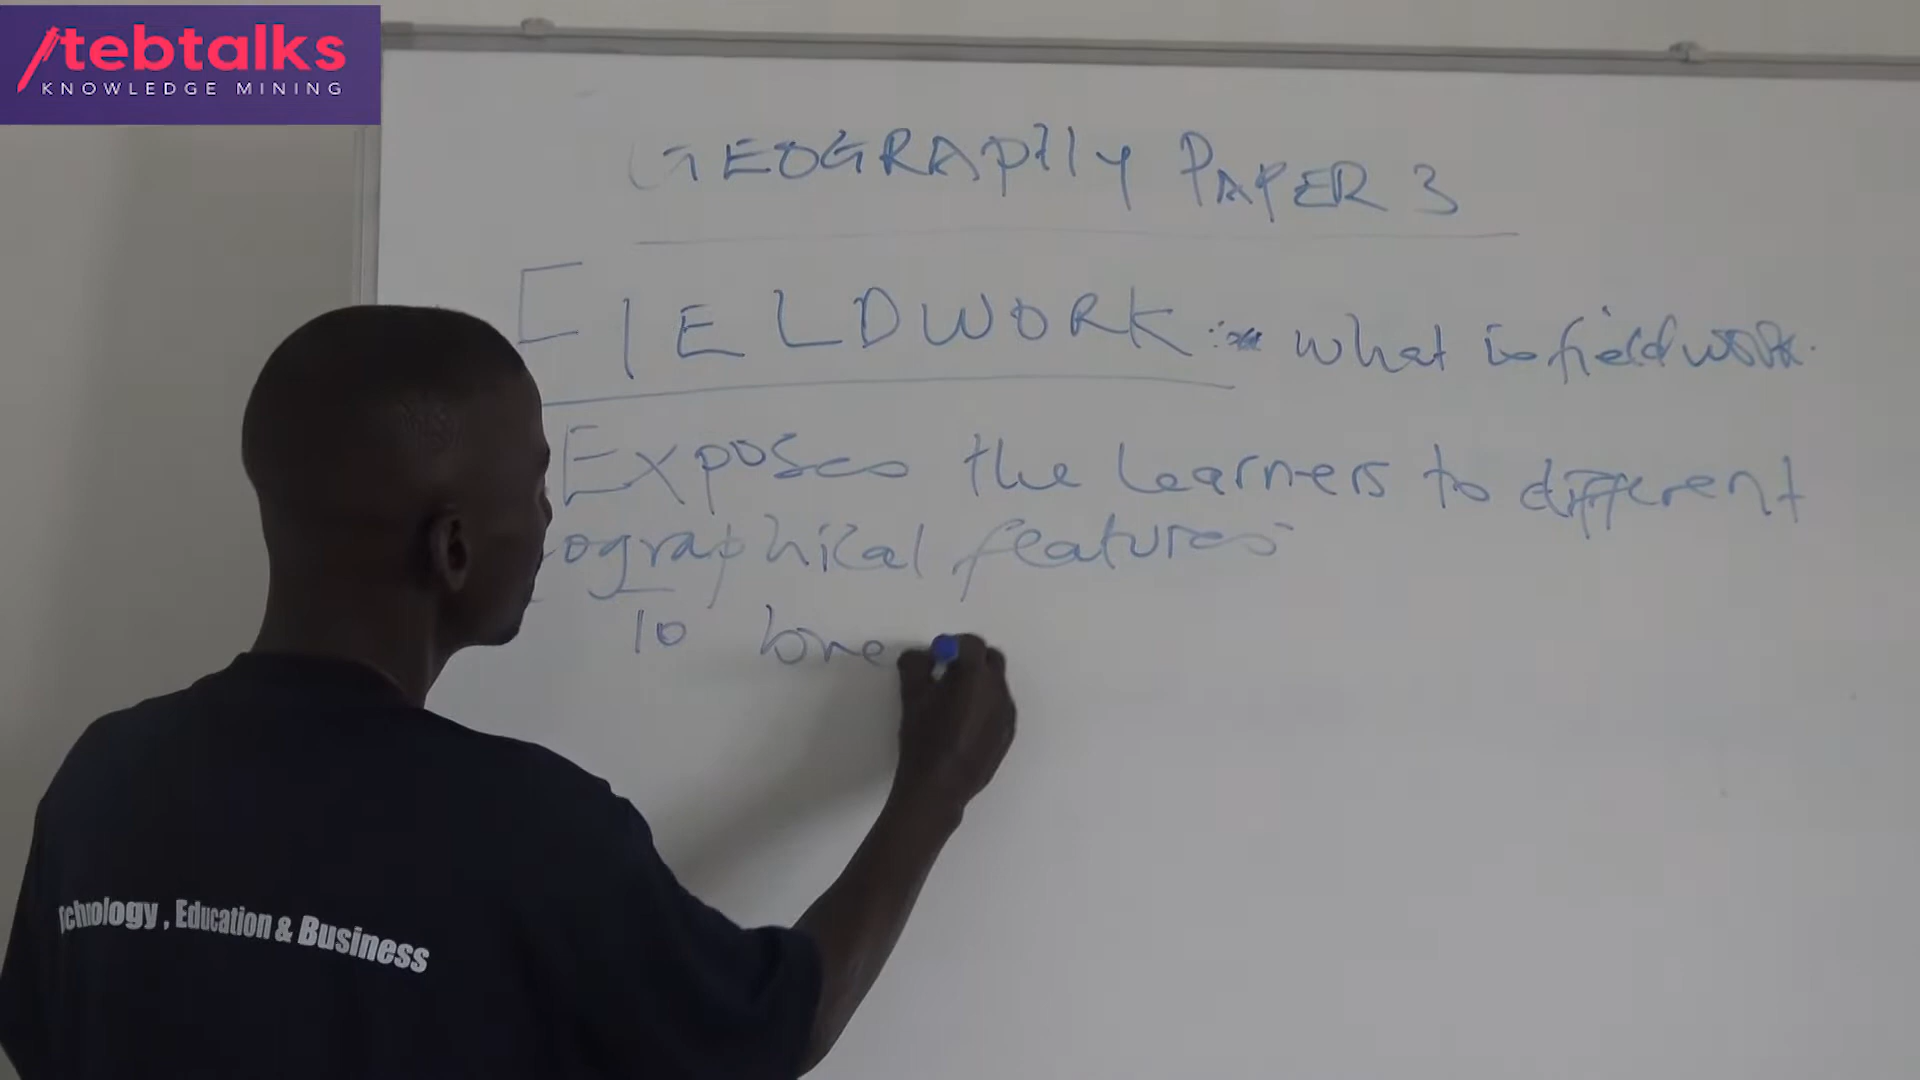 tebtalks
KNOWLEDGE MINING
GEOGRAPHY PAPER 3
FIELDWORK :- what is fieldwork.
Exposes the learners to different
ographical features
10
chnology , Education & Business